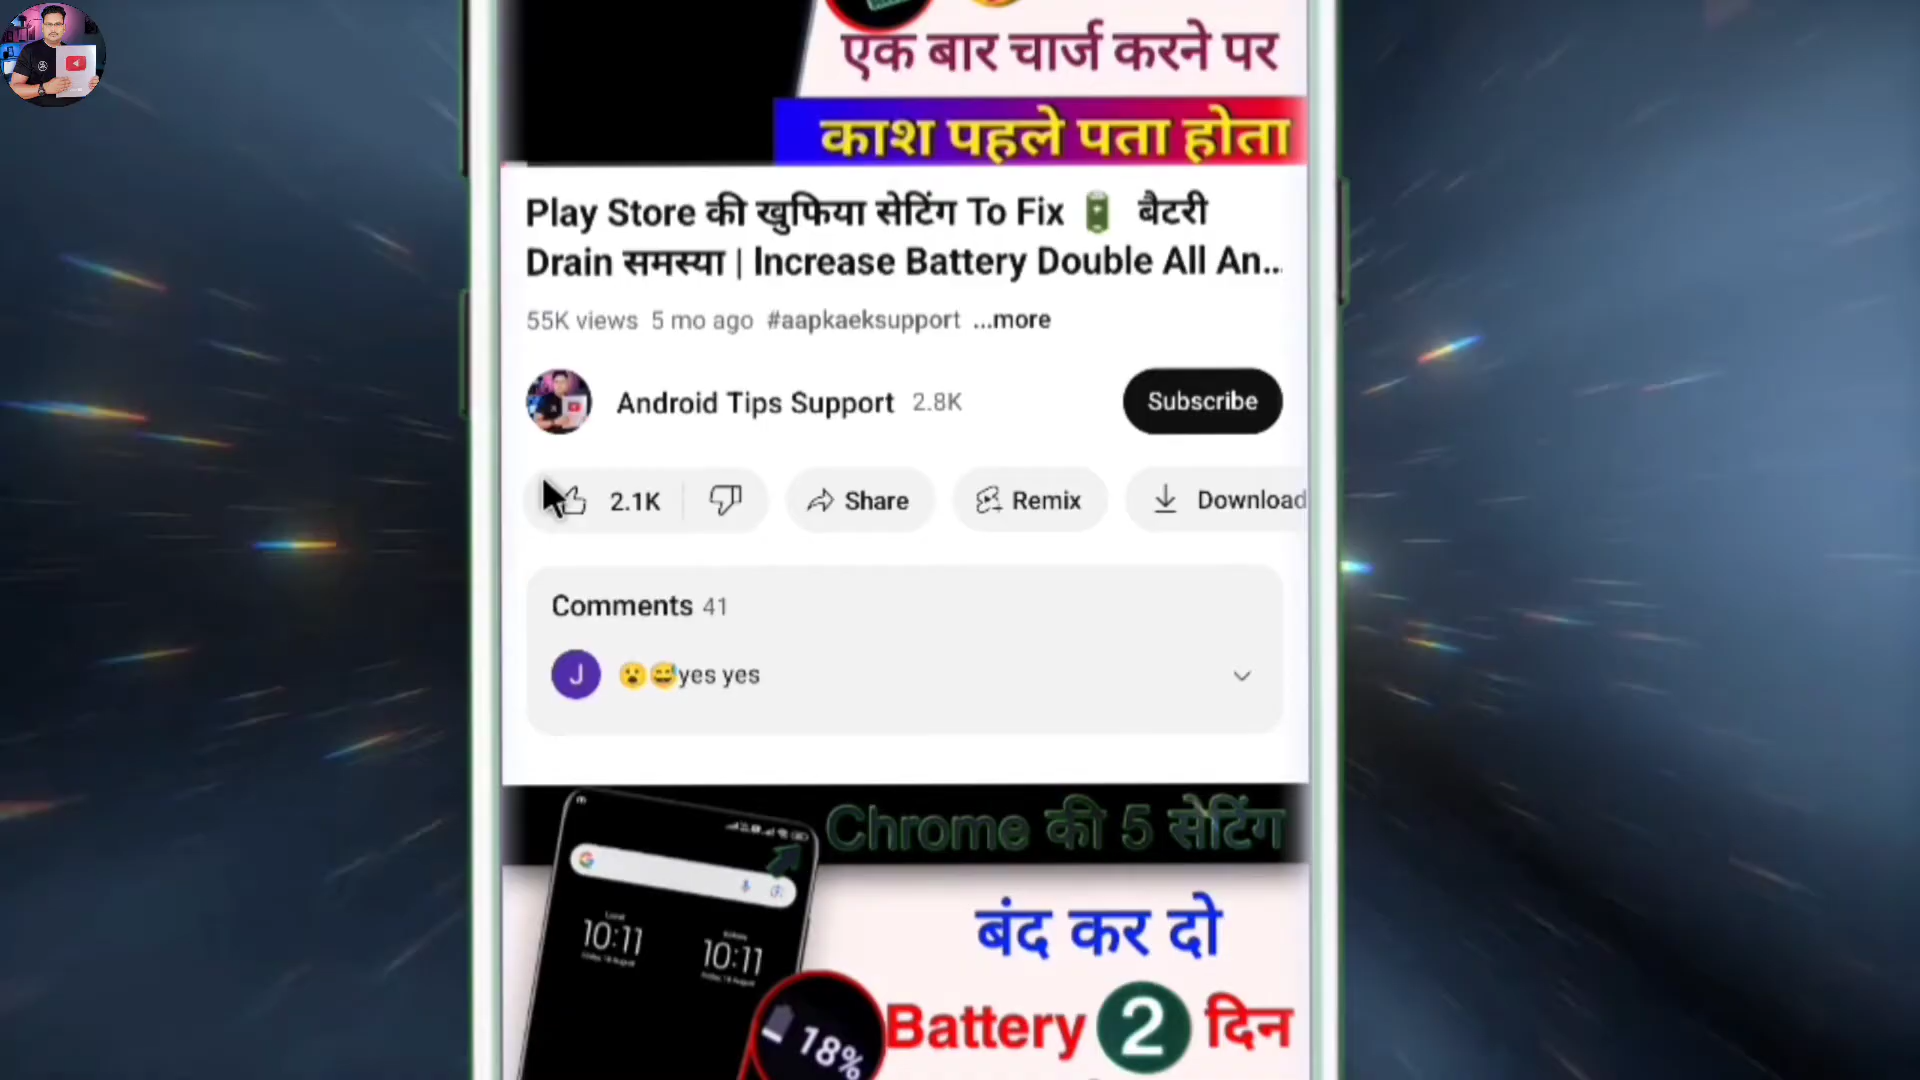 एक बार चार्ज करने पर
काश पहले पता होता
Play Store की खुफिया सेटिंग To Fix 🔋 बैटरी
Drain समस्या | Increase Battery Double All An...
55K views 5 mo ago #aapkaeksupport ...more
Android Tips Support 2.8K Subscribe
2.1K Share Remix Download
Comments 41
J 😮😅yes yes
Chrome की 5 सेटिंग
बंद कर दो
10:11 10:11
Battery 2 दिन
18%